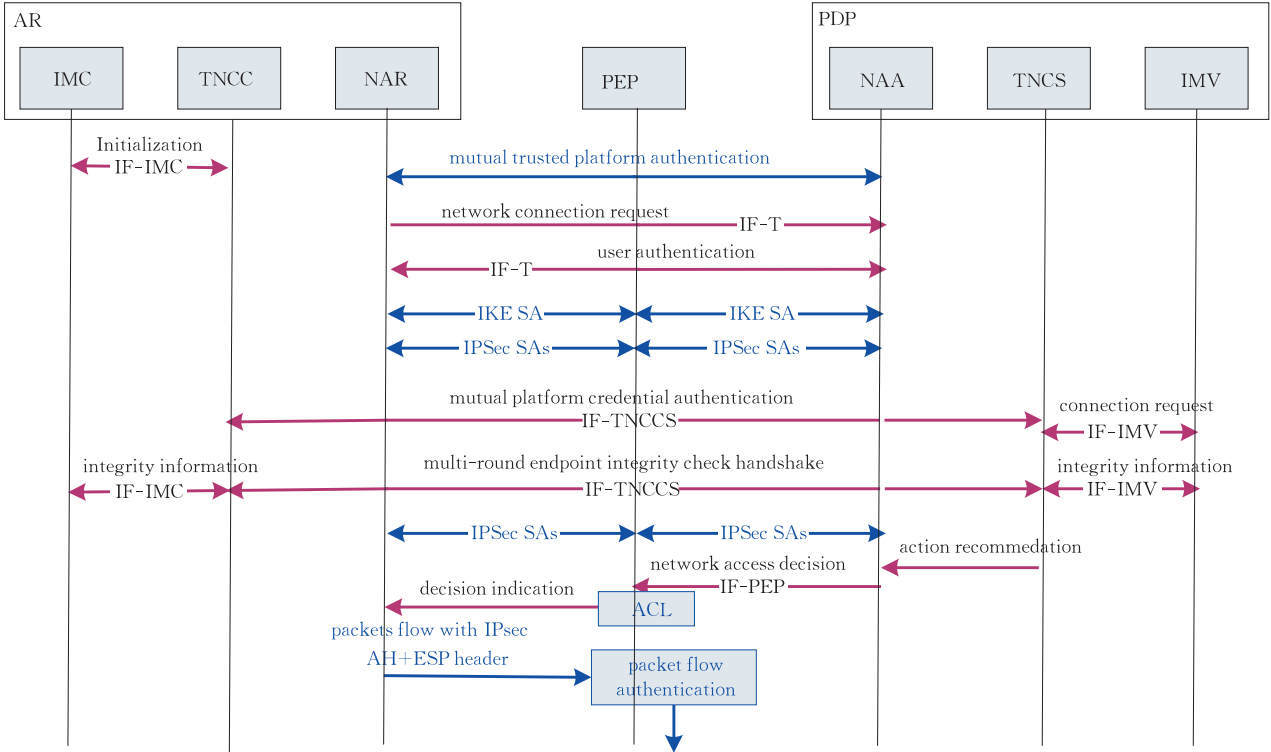 AR
PDP
IMC
TNCC
NAR
PEP
NAA
TNCS
IMV
Initialization
IF-IMC
mutual trusted platform authentication
network connection request
IF-T
user authentication
IF-T
IKE SA
IKE SA
IPSec SAs
IPSec SAs
mutual platform credential authentication
IF-TNCCS
connection request
IF-IMV
integrity information
IF-IMC
multi-round endpoint integrity check handshake
IF-TNCCS
integrity information
IF-IMV
IPSec SAs
IPSec SAs
action recommedation
network access decision
IF-PEP
decision indication
ACL
packets flow with IPsec
AH+ESP header
packet flow
authentication